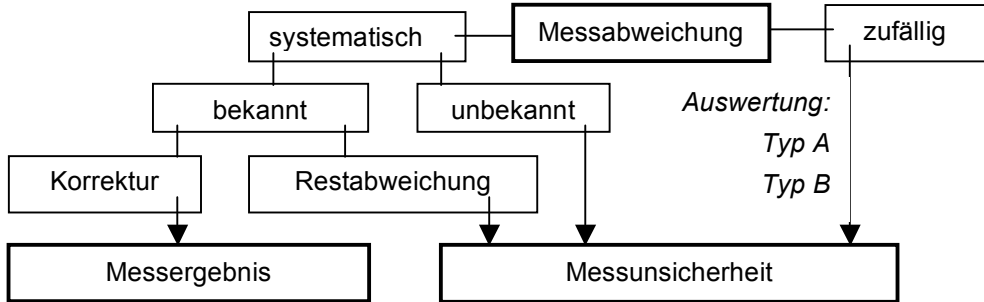 systematisch
Messabweichung
zufällig
bekannt
unbekannt
Auswertung:
Typ A
Typ B
Korrektur
Restabweichung
Messergebnis
Messunsicherheit